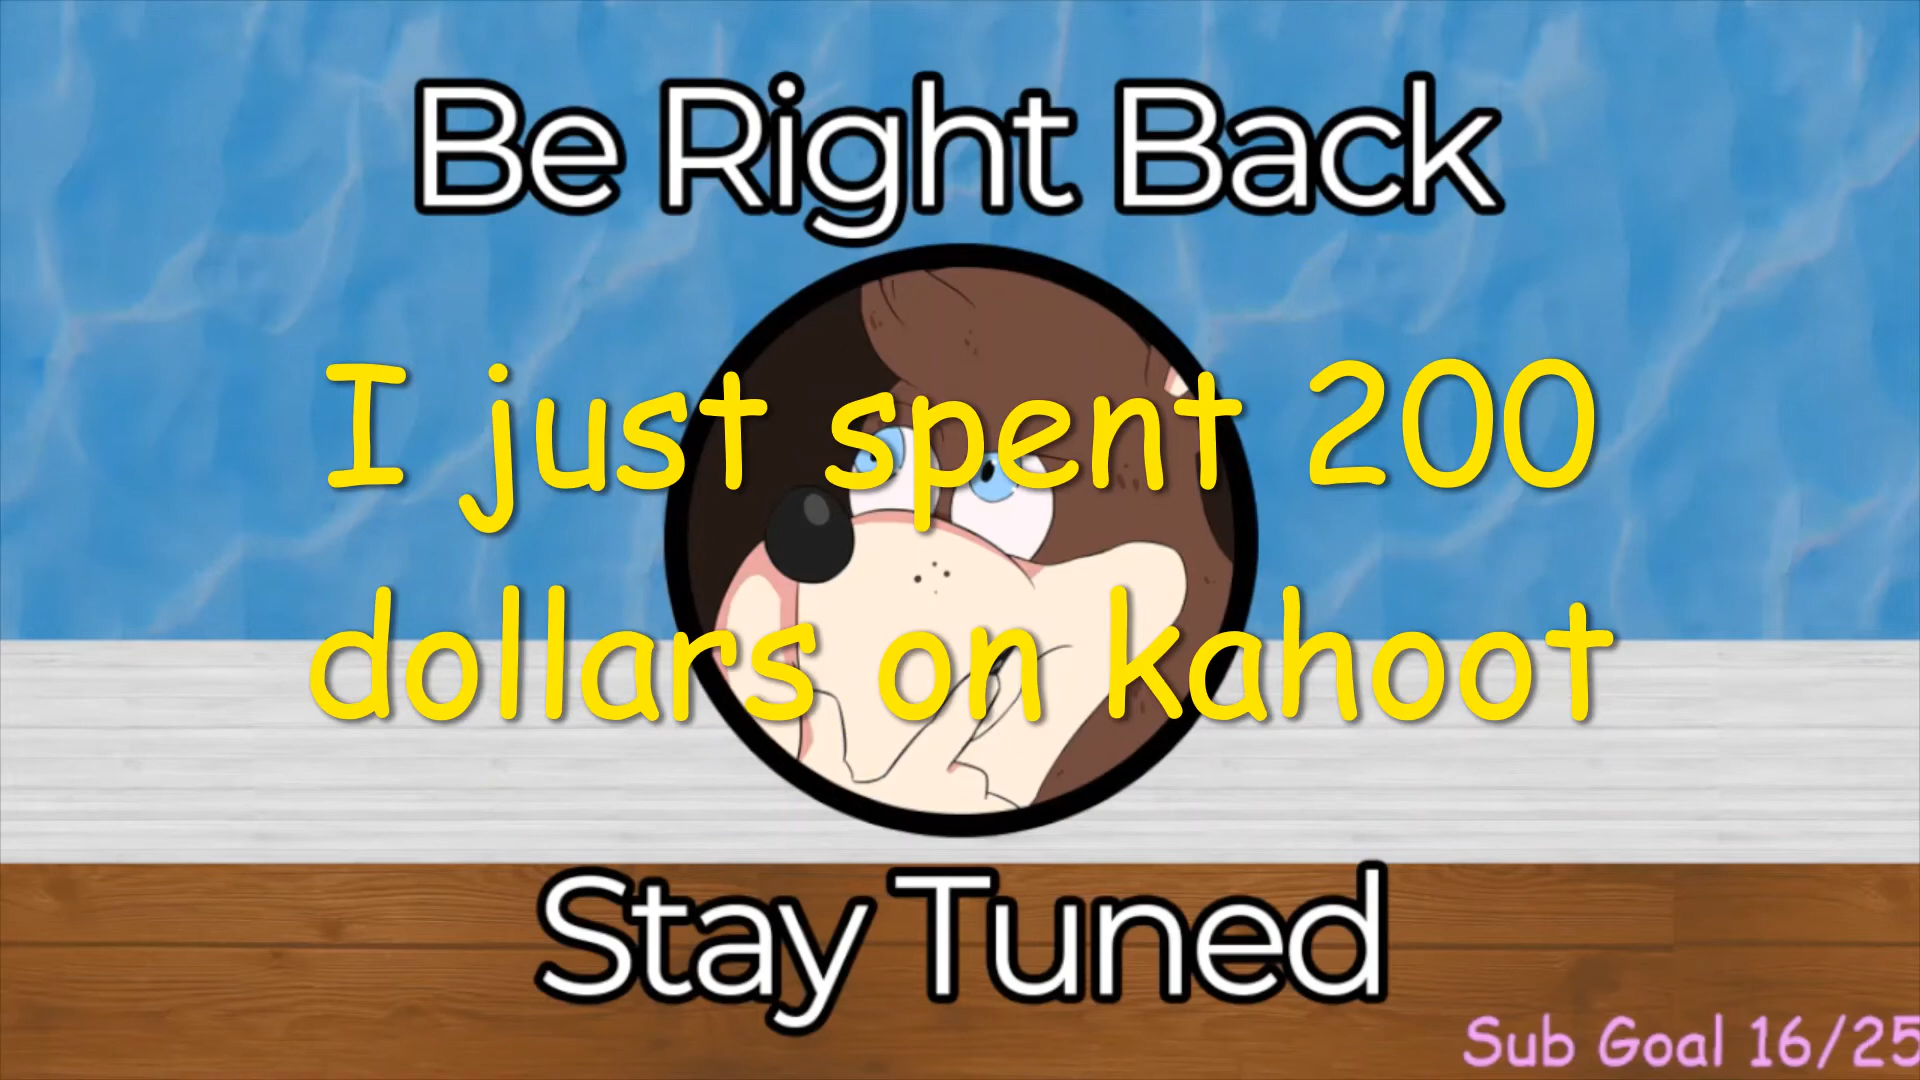 Be Right Back
I just spent 200
dollars on kahoot
Stay Tuned
Sub Goal 16/25